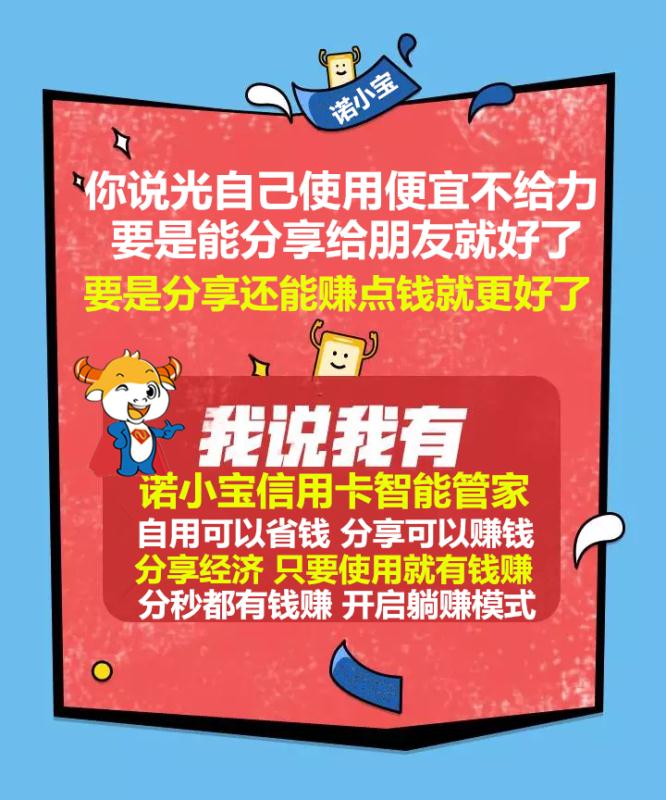 诺小宝
你说光自己使用便宜不给力
要是能分享给朋友就好了
要是分享还能赚点钱就更好了
我说我有
诺小宝信用卡智能管家
自用可以省钱 分享可以赚钱
分享经济 只要使用就有钱赚
分秒都有钱赚 开启躺赚模式